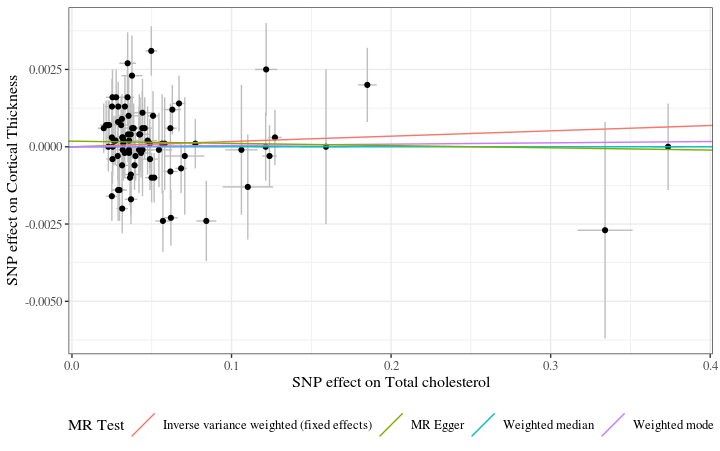 SNP effect on Cortical Thickness
0.0025
0.0000
-0.0025
-0.0050
0.0 0.1 0.2 0.3 0.4
SNP effect on Total cholesterol
MR Test Inverse variance weighted (fixed effects) MR Egger Weighted median Weighted mode